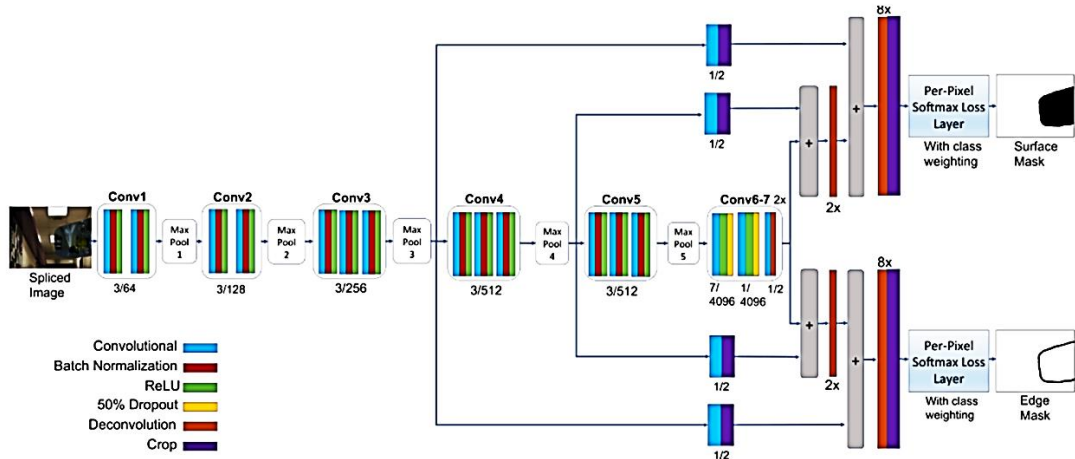 8x
1/2
1/2
+
+
2x
Per-Pixel
Softmax Loss
Layer
With class
weighting
Surface
Mask
Conv1
Conv2
Conv3
Conv4
Conv5
Conv6-7 2x
Max
Pool
1
Max
Pool
2
Max
Pool
3
Max
Pool
4
Max
Pool
5
Spliced
Image
3/64
3/128
3/256
3/512
3/512
7/
4096
1/
4096
1/2
8x
+
+
2x
1/2
1/2
Per-Pixel
Softmax Loss
Layer
With class
weighting
Edge
Mask
Convolutional
Batch Normalization
ReLU
50% Dropout
Deconvolution
Crop